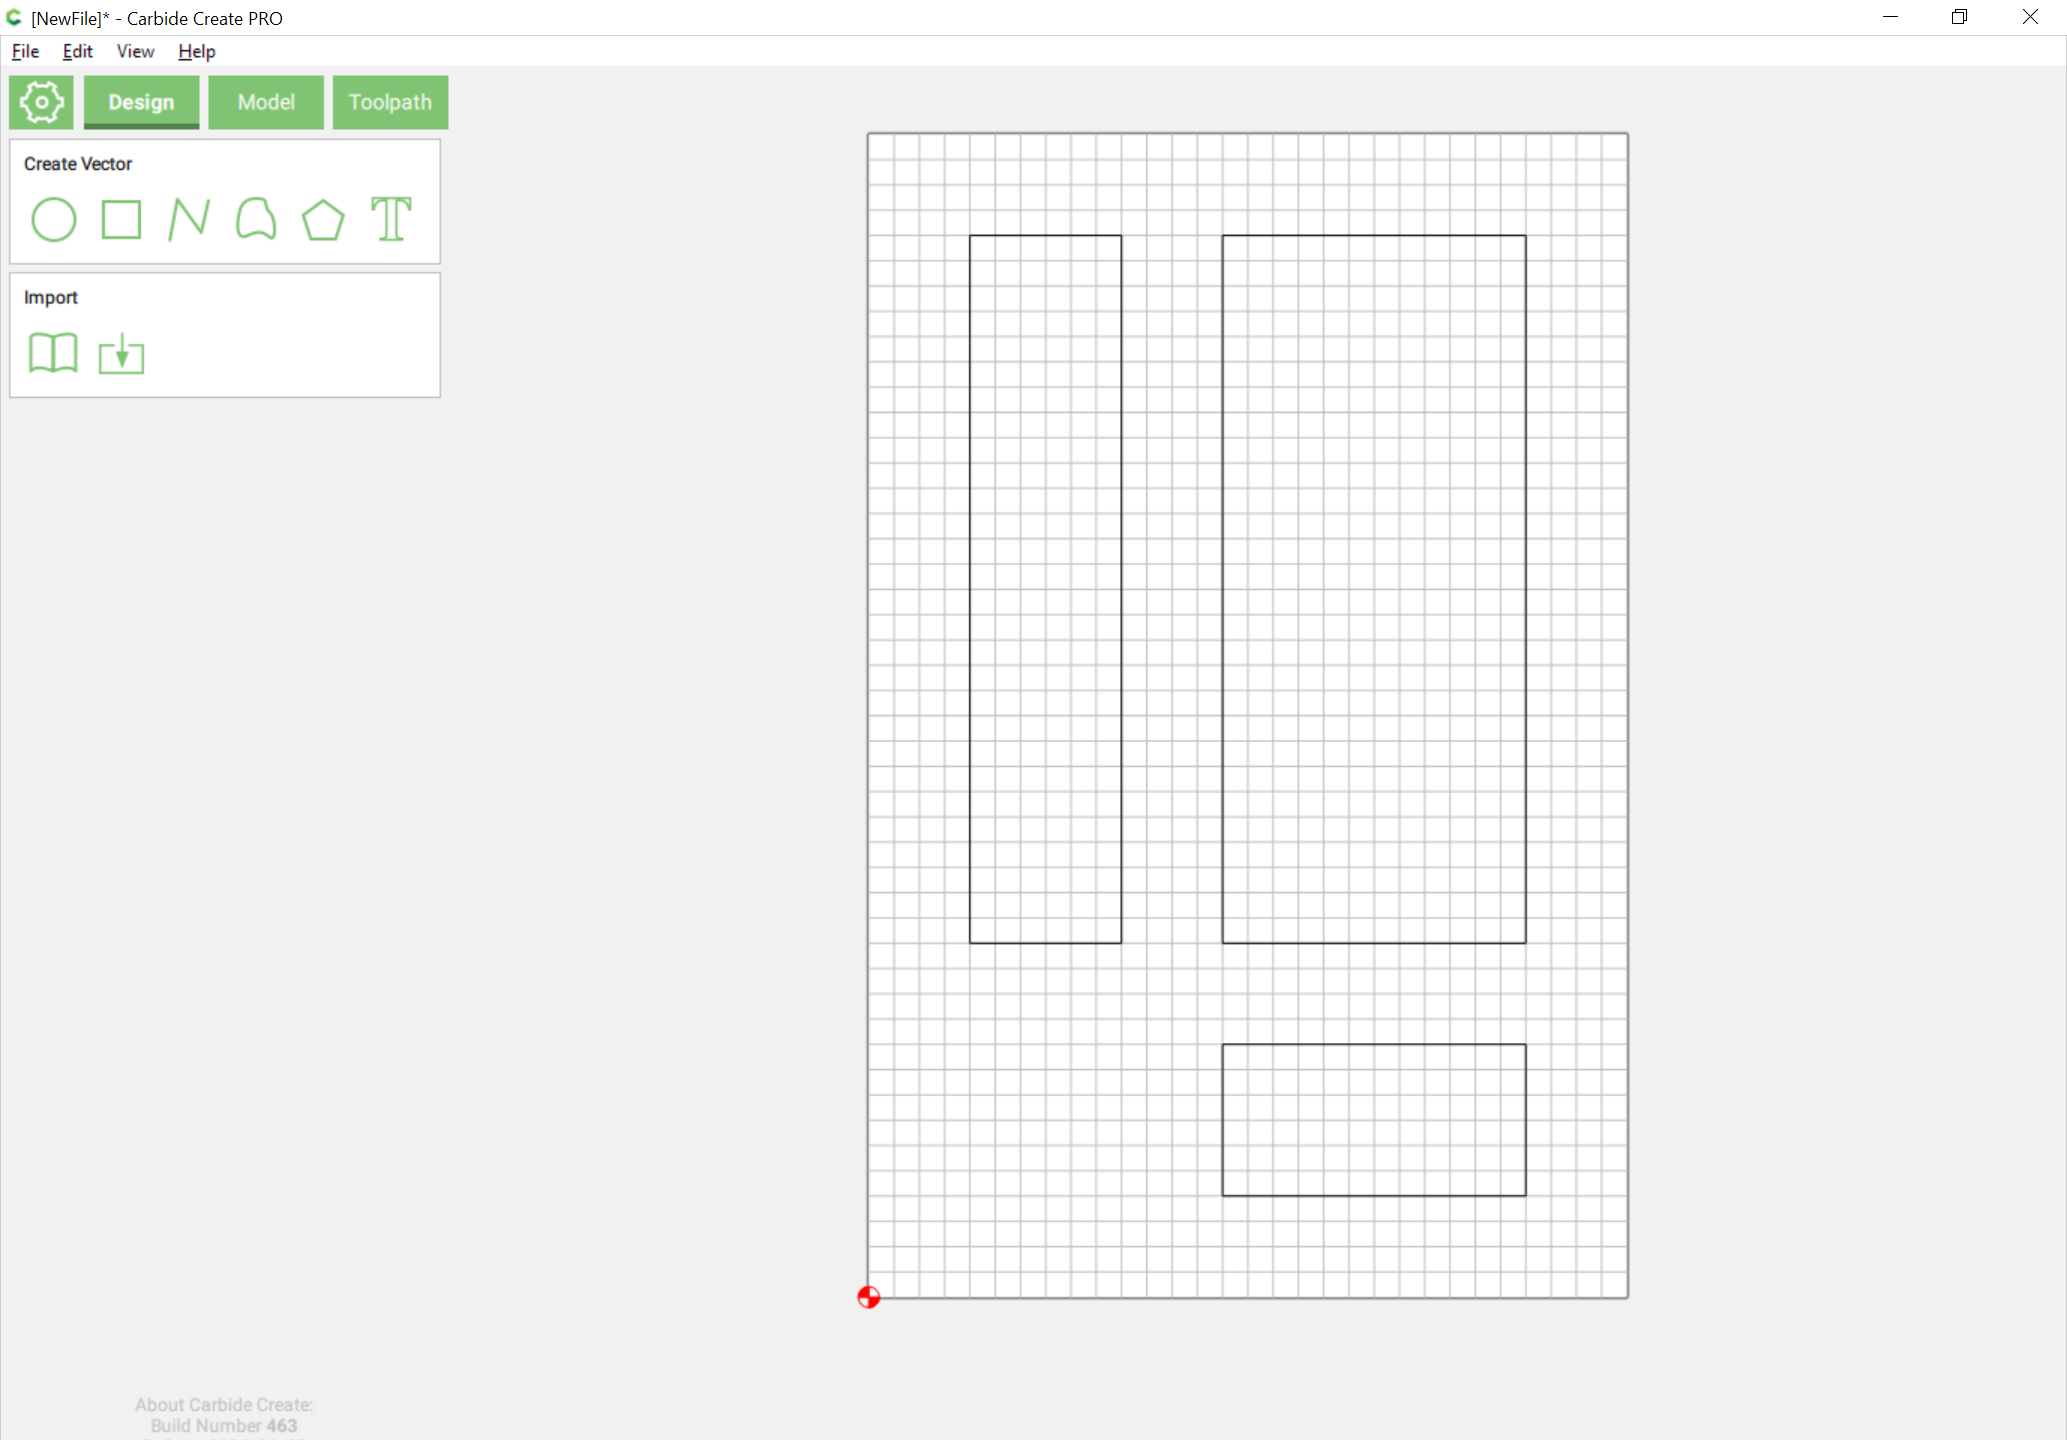 [NewFile]* - Carbide Create PRO
File Edit View Help
Design Model Toolpath
Create Vector
Import
About Carbide Create:
Build Number 463